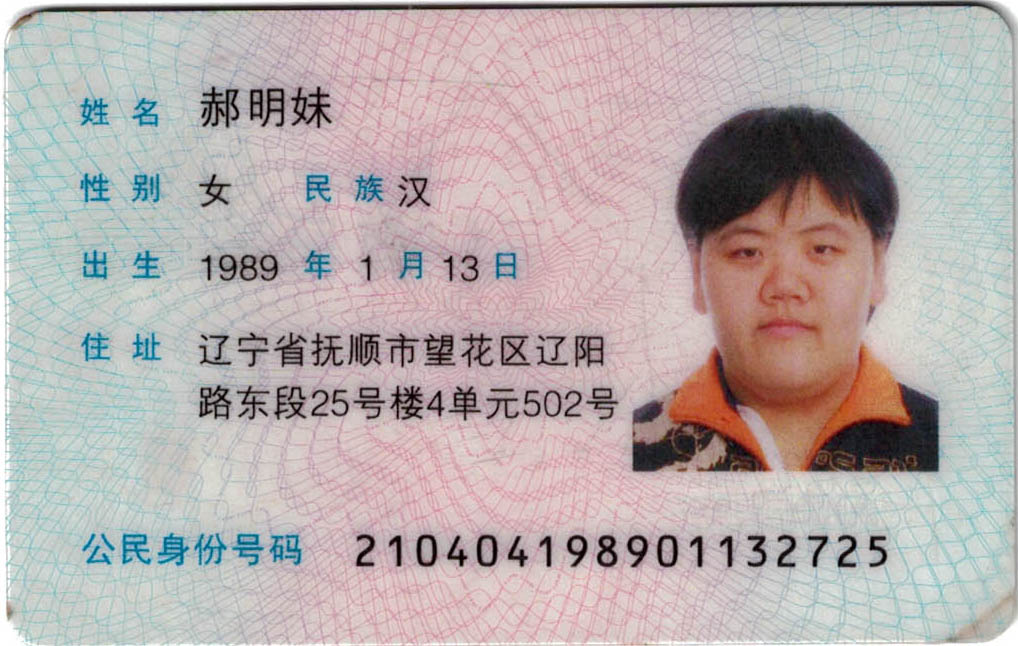 姓名 郝明妹
性别 女 民族 汉
出生 1989 年 1 月 13 日
住址 辽宁省抚顺市望花区辽阳
路东段25号楼4单元502号
公民身份号码 210404198901132725